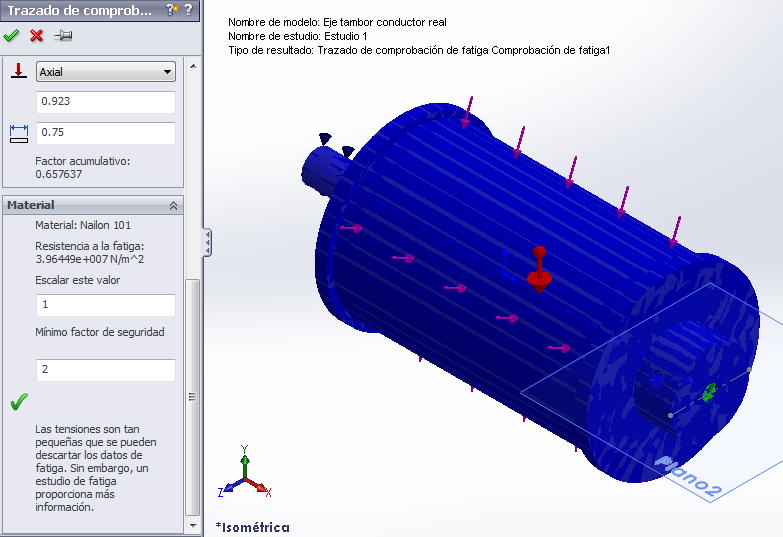 Trazado de comprob...
Axial
0.923
0.75
Factor acumulativo:
0.657637
Material
Material: Nailon 101
Resistencia a la fatiga:
3.96449e+007 N/m^2
Escalar este valor
1
Mínimo factor de seguridad
2
Las tensiones son tan
pequeñas que se pueden
descartar los datos de
fatiga. Sin embargo, un
estudio de fatiga
proporciona más
información.
Nombre de modelo: Eje tambor conductor real
Nombre de estudio: Estudio 1
Tipo de resultado: Trazado de comprobación de fatiga Comprobación de fatiga1
Plano2
Y
Z
X
*Isométrica